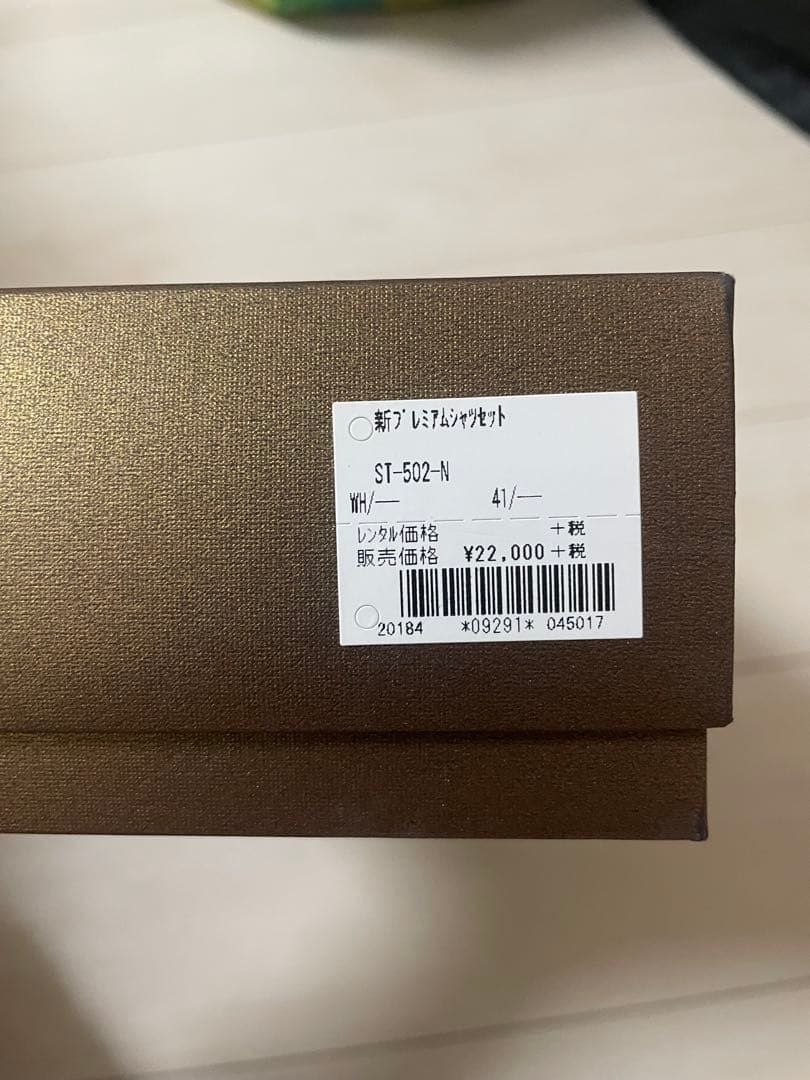 新プレミアムシャツセット
ST-502-N
WH/―― 41/――
レンタル価格 +税
販売価格 ¥22,000+税
20184 *09291* 045017